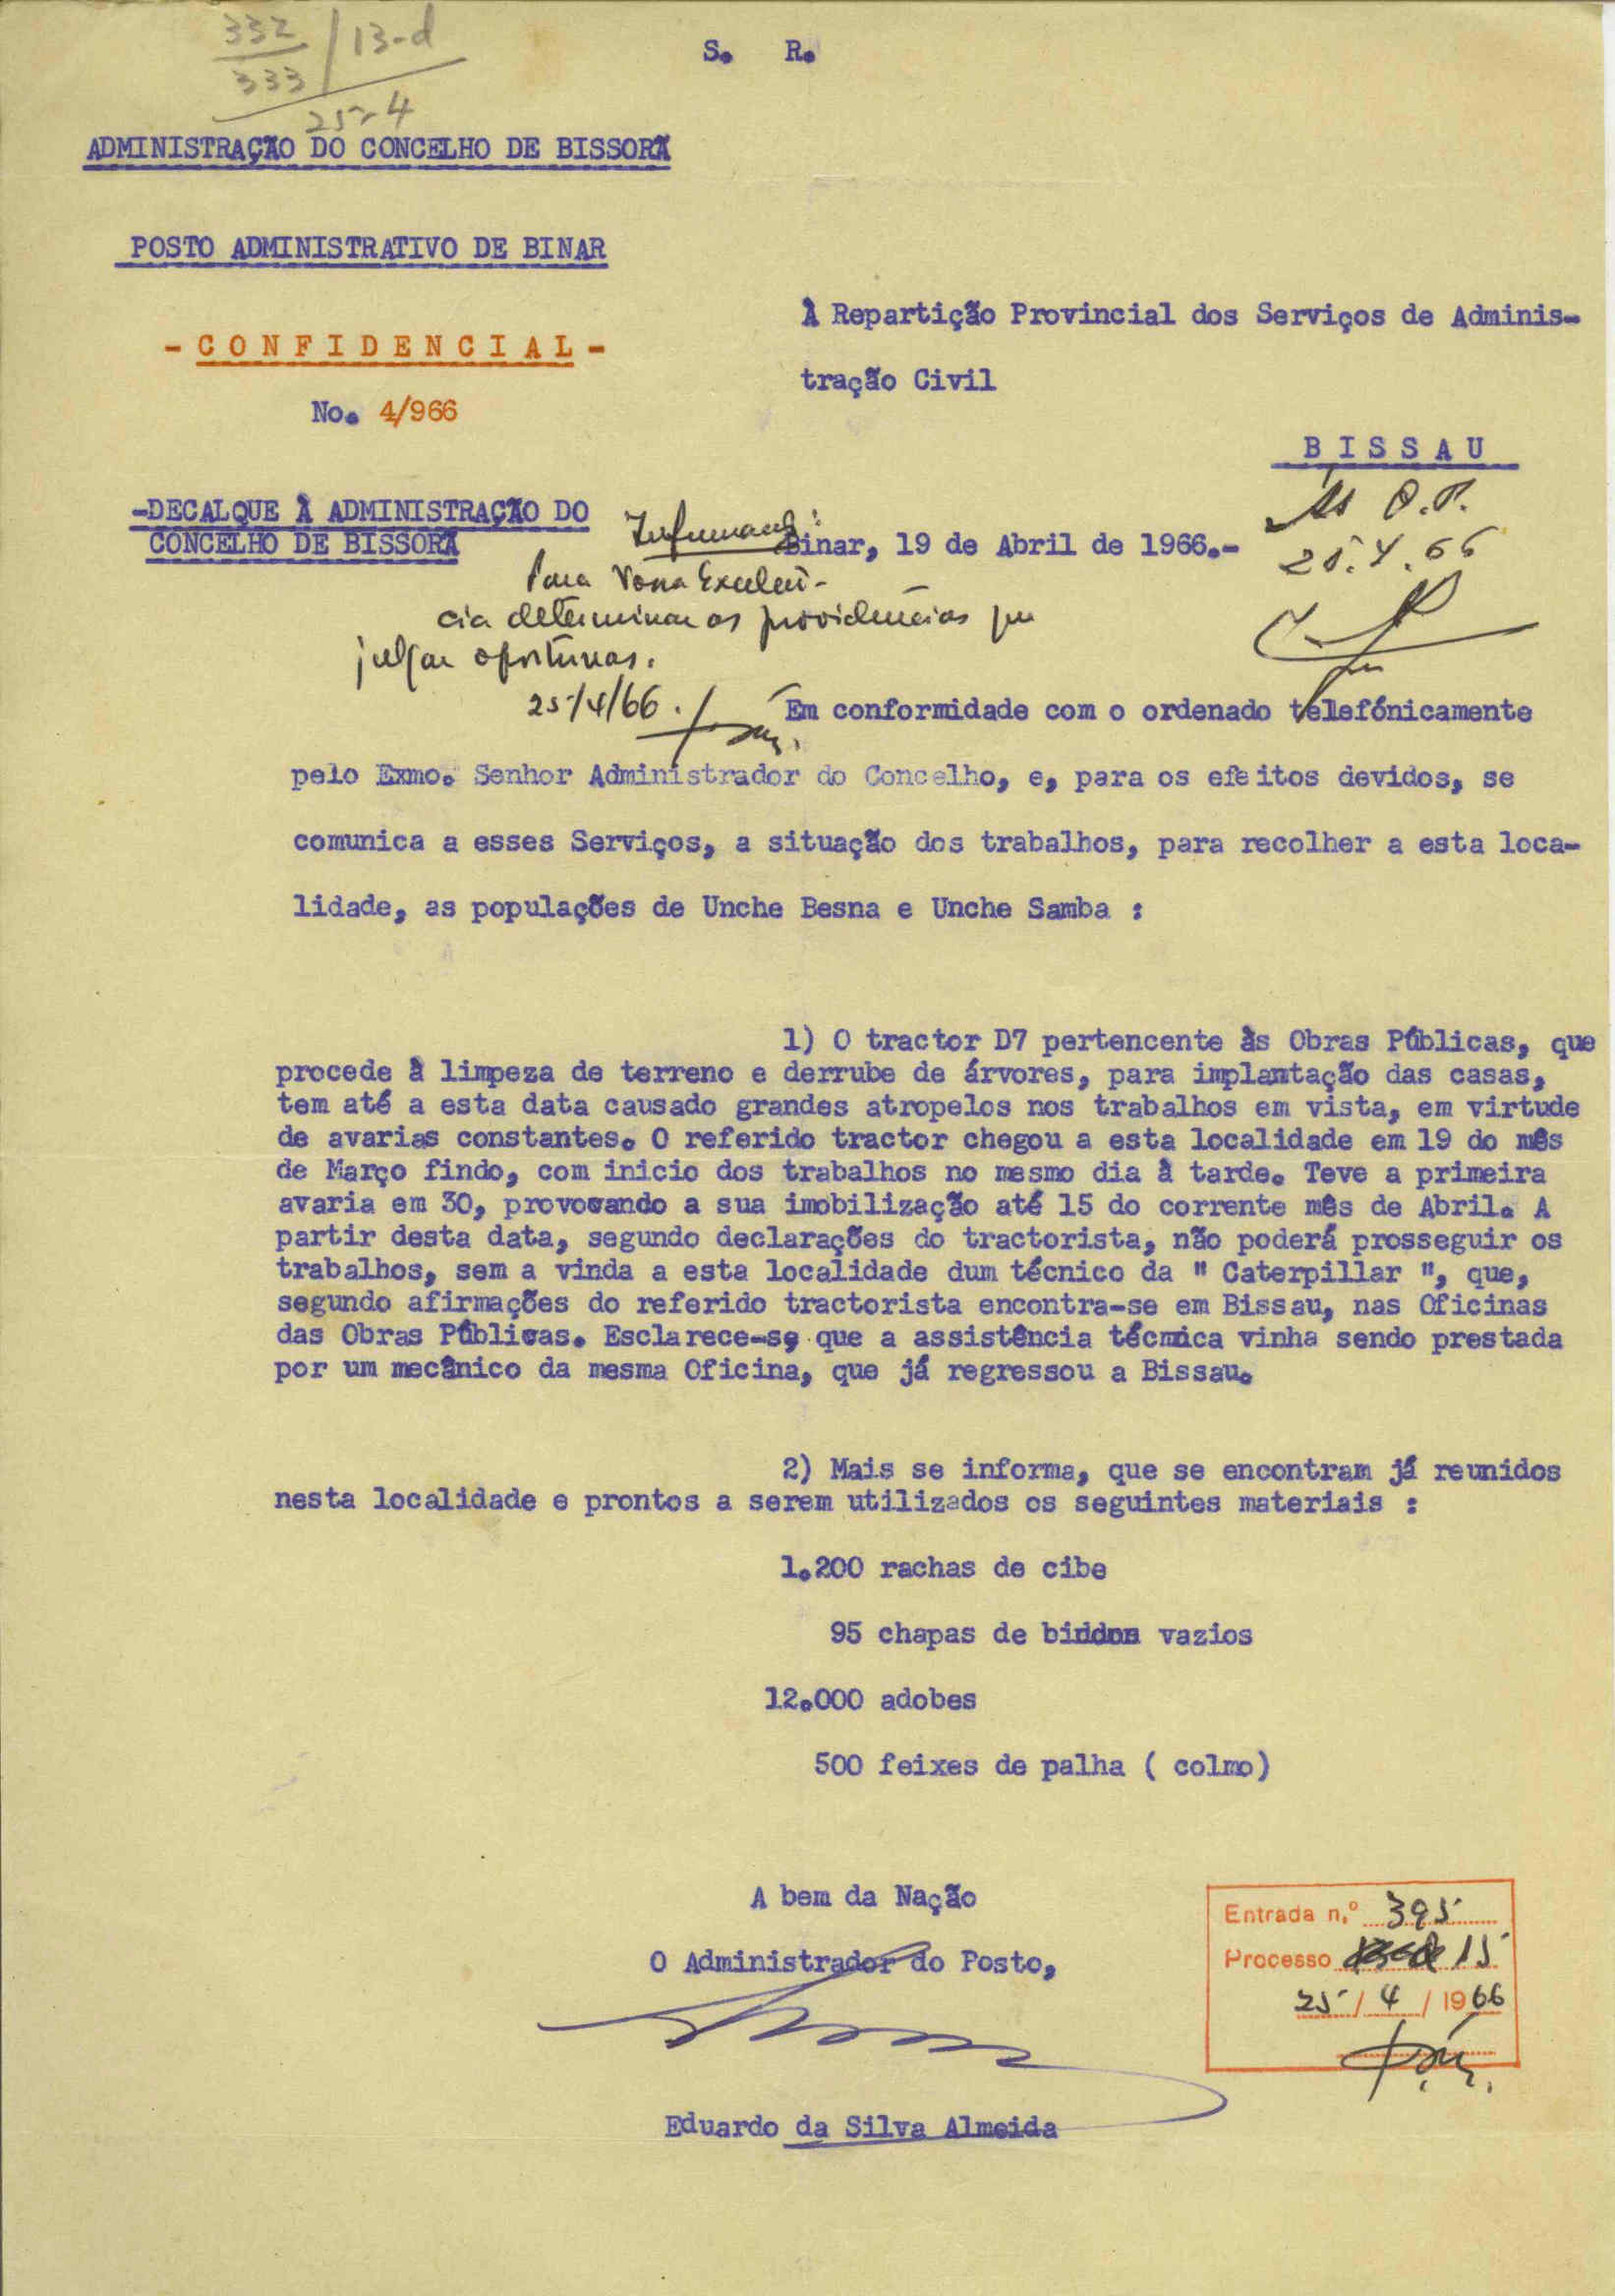 332/333 / 13-d
25-4
S. R.
ADMINISTRAÇÃO DO CONCELHO DE BISSORÃ
POSTO ADMINISTRATIVO DE BINAR
- C O N F I D E N C I A L -
No. 4/966
À Repartição Provincial dos Serviços de Adminis-
tração Civil
B I S S A U
Às O.P.
25.4.66
-DECALQUE À ADMINISTRAÇÃO DO
CONCELHO DE BISSORÃ
Binar, 19 de Abril de 1966.-
Para Vossa Excelên-
cia determinar as providências que
julgar oportunas.
25/4/66.
Em conformidade com o ordenado telefónicamente
pelo Exmo. Senhor Administrador do Concelho, e, para os efeitos devidos, se
comunica a esses Serviços, a situação dos trabalhos, para recolher a esta loca-
lidade, as populações de Unche Besna e Unche Samba :
1) O tractor D7 pertencente às Obras Públicas, que
procede à limpeza de terreno e derrube de árvores, para implantação das casas,
tem até a esta data causado grandes atropelos nos trabalhos em vista, em virtude
de avarias constantes. O referido tractor chegou a esta localidade em 19 do mês
de Março findo, com inicio dos trabalhos no mesmo dia à tarde. Teve a primeira
avaria em 30, provocando a sua imobilização até 15 do corrente mês de Abril. A
partir desta data, segundo declarações do tractorista, não poderá prosseguir os
trabalhos, sem a vinda a esta localidade dum técnico da " Caterpillar ", que,
segundo afirmações do referido tractorista encontra-se em Bissau, nas Oficinas
das Obras Públicas. Esclarece-se, que a assistência técnica vinha sendo prestada
por um mecânico da mesma Oficina, que já regressou a Bissau.
2) Mais se informa, que se encontram já reunidos
nesta localidade e prontos a serem utilizados os seguintes materiais :
1.200 rachas de cibe
95 chapas de bidons vazios
12.000 adobes
500 feixes de palha ( colmo)
A bem da Nação
O Administrador do Posto,
Eduardo da Silva Almeida
Entrada n.º 395
Processo 15
25 / 4 / 1966